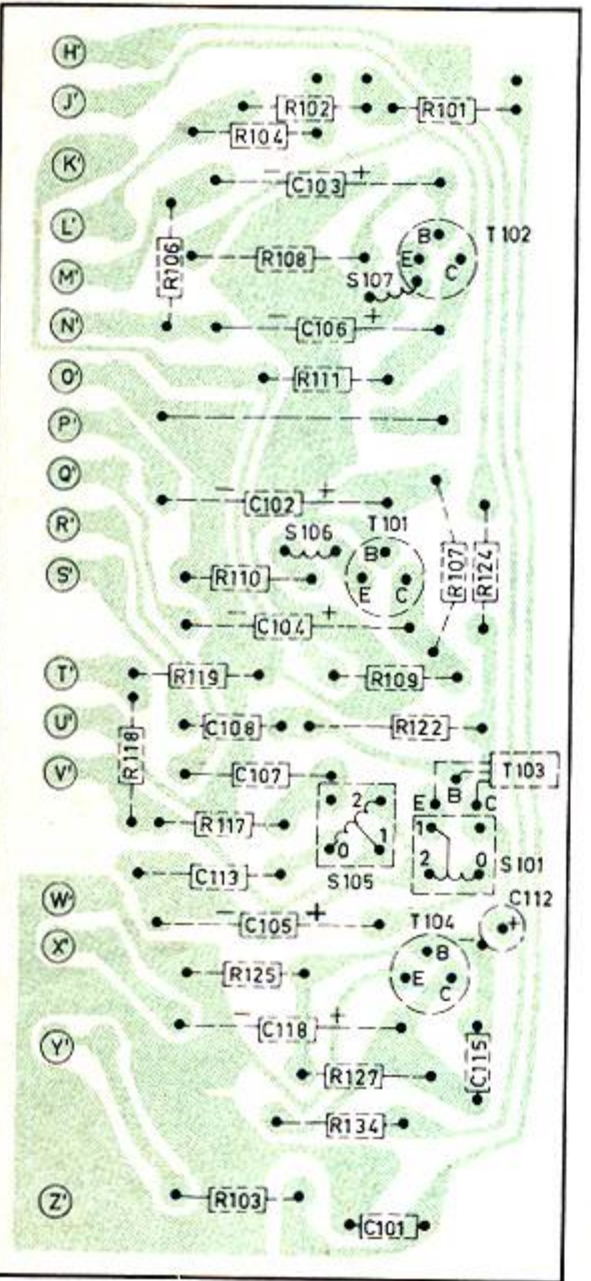 H'
J' R102 R101
R104
K' - C103 +
L' B T102
M' R106 R108 E C
S107
N' - C106 +
O' R111
P'
Q'
- C102 +
R' S106 T101
B R107 R124
S' R110 E C
- C104 +
T' R119 R109
U' C108 R122
R118 T103
V' C107 E B C
2 1
R117 0 1 2 0
C113 S105 S101
W' C112
- C105 + T104 +
X' B
R125 E C
- C118 +
Y' C115
R127
R134
Z' R103
C101